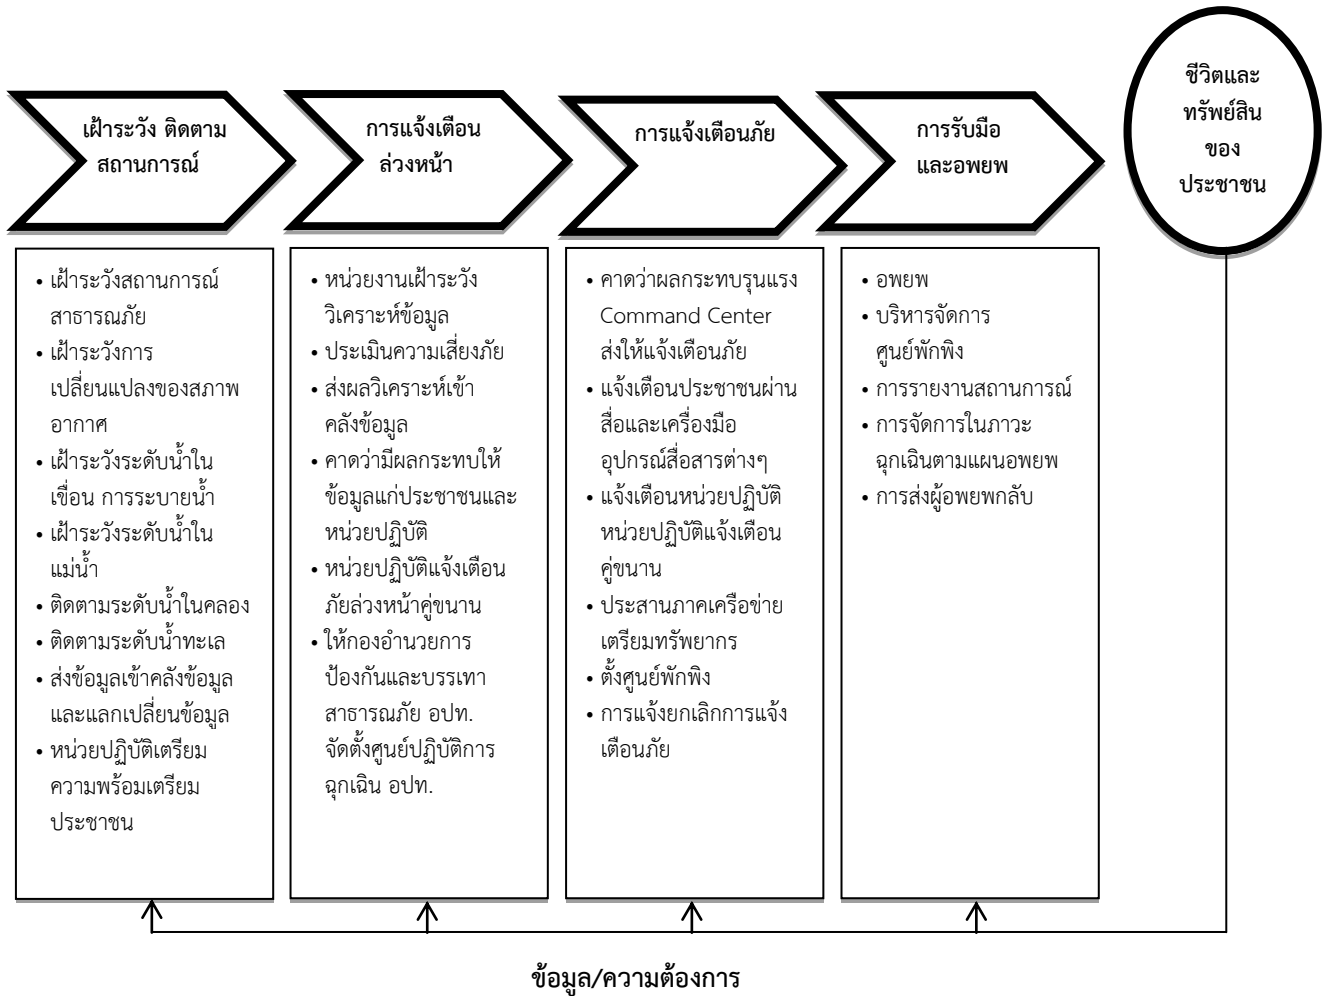 เฝ้าระวัง ติดตาม
สถานการณ์
การแจ้งเตือน
ล่วงหน้า
การแจ้งเตือนภัย
การรับมือ
และอพยพ
ชีวิตและ
ทรัพย์สิน
ของ
ประชาชน
• เฝ้าระวังสถานการณ์
สาธารณภัย
• เฝ้าระวังการ
เปลี่ยนแปลงของสภาพ
อากาศ
• เฝ้าระวังระดับน้ำใน
เขื่อน การระบายน้ำ
• เฝ้าระวังระดับน้ำใน
แม่น้ำ
• ติดตามระดับน้ำในคลอง
• ติดตามระดับน้ำทะเล
• ส่งข้อมูลเข้าคลังข้อมูล
และแลกเปลี่ยนข้อมูล
• หน่วยปฏิบัติเตรียม
ความพร้อมเตรียม
ประชาชน
• หน่วยงานเฝ้าระวัง
วิเคราะห์ข้อมูล
• ประเมินความเสี่ยงภัย
• ส่งผลวิเคราะห์เข้า
คลังข้อมูล
• คาดว่ามีผลกระทบให้
ข้อมูลแก่ประชาชนและ
หน่วยปฏิบัติ
• หน่วยปฏิบัติแจ้งเตือน
ภัยล่วงหน้าคู่ขนาน
• ให้กองอำนวยการ
ป้องกันและบรรเทา
สาธารณภัย อปท.
จัดตั้งศูนย์ปฏิบัติการ
ฉุกเฉิน อปท.
• คาดว่าผลกระทบรุนแรง
Command Center
ส่งให้แจ้งเตือนภัย
• แจ้งเตือนประชาชนผ่าน
สื่อและเครื่องมือ
อุปกรณ์สื่อสารต่างๆ
• แจ้งเตือนหน่วยปฏิบัติ
หน่วยปฏิบัติแจ้งเตือน
คู่ขนาน
• ประสานภาคเครือข่าย
เตรียมทรัพยากร
• ตั้งศูนย์พักพิง
• การแจ้งยกเลิกการแจ้ง
เตือนภัย
• อพยพ
• บริหารจัดการ
ศูนย์พักพิง
• การรายงานสถานการณ์
• การจัดการในภาวะ
ฉุกเฉินตามแผนอพยพ
• การส่งผู้อพยพกลับ
ข้อมูล/ความต้องการ